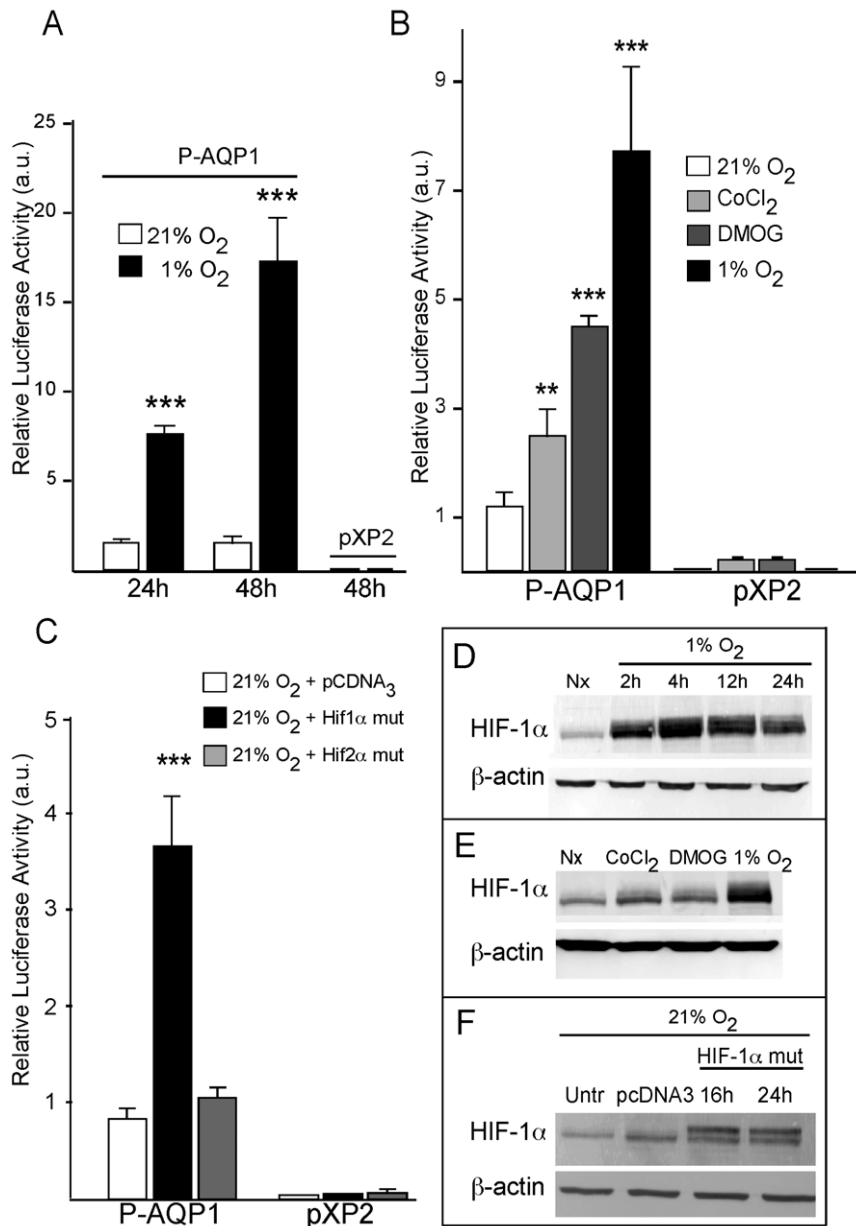 A
Relative Luciferase Activity (a.u.)
25
20
15
10
5
P-AQP1
21% O2
1% O2
***
***
pXP2
24h 48h 48h
B
Relative Luciferase Avtivity (a.u.)
9
7
5
3
1
**
***
***
21% O2
CoCl2
DMOG
1% O2
P-AQP1 pXP2
C
Relative Luciferase Avtivity (a.u.)
5
4
3
2
1
***
21% O2 + pCDNA3
21% O2 + Hif1α mut
21% O2 + Hif2α mut
P-AQP1 pXP2
D
1% O2
Nx 2h 4h 12h 24h
HIF-1α
β-actin
E
Nx CoCl2 DMOG 1% O2
HIF-1α
β-actin
F
21% O2
HIF-1α mut
Untr pcDNA3 16h 24h
HIF-1α
β-actin